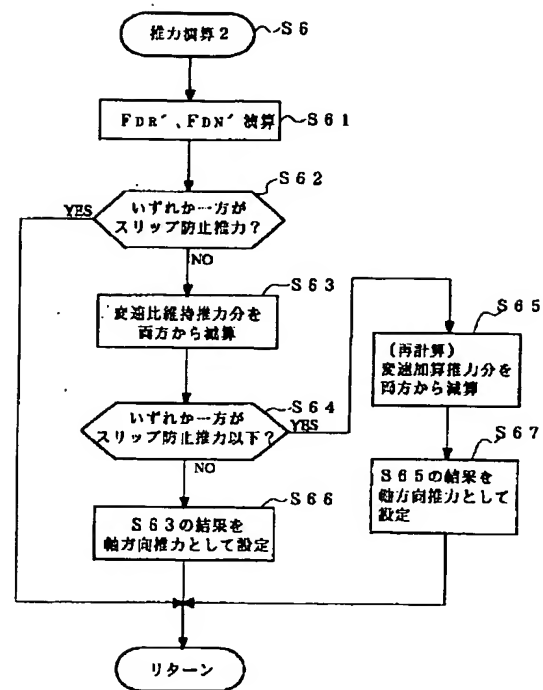 推力演算2
S6
FDR′、FDN′演算
S61
S62
いずれか一方が
スリップ防止推力?
YES
NO
S63
変速比維持推力分を
両方から減算
S64
いずれか一方が
スリップ防止推力以下?
YES
NO
S65
(再計算)
変速加算推力分を
両方から減算
S66
S63の結果を
軸方向推力として設定
S67
S65の結果を
軸方向推力として
設定
リターン